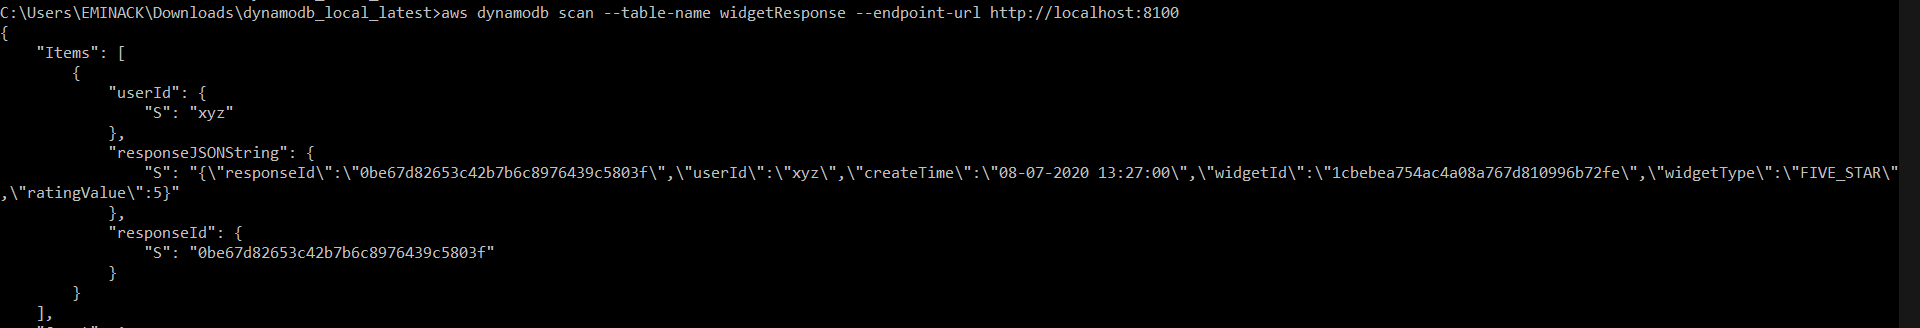 C:\Users\EMINACK\Downloads\dynamodb_local_latest>aws dynamodb scan --table-name widgetResponse --endpoint-url http://localhost:8100
{
    "Items": [
        {
            "userId": {
                "S": "xyz"
            },
            "responseJSONString": {
                "S": "{\"responseId\":\"0be67d82653c42b7b6c8976439c5803f\",\"userId\":\"xyz\",\"createTime\":\"08-07-2020 13:27:00\",\"widgetId\":\"1cbebea754ac4a08a767d810996b72fe\",\"widgetType\":\"FIVE_STAR\"
,\"ratingValue\":5}"
            },
            "responseId": {
                "S": "0be67d82653c42b7b6c8976439c5803f"
            }
        }
    ],